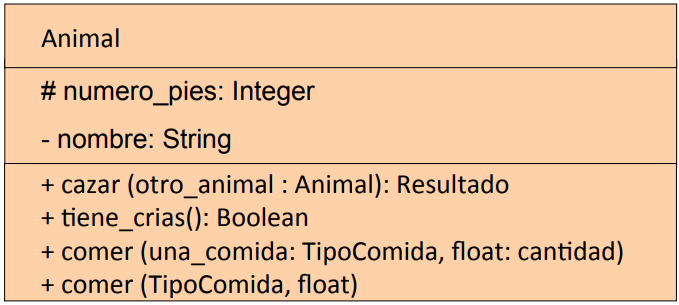 Animal
# numero_pies: Integer
- nombre: String
+ cazar (otro_animal : Animal): Resultado
+ tiene_crias(): Boolean
+ comer (una_comida: TipoComida, float: cantidad)
+ comer (TipoComida, float)